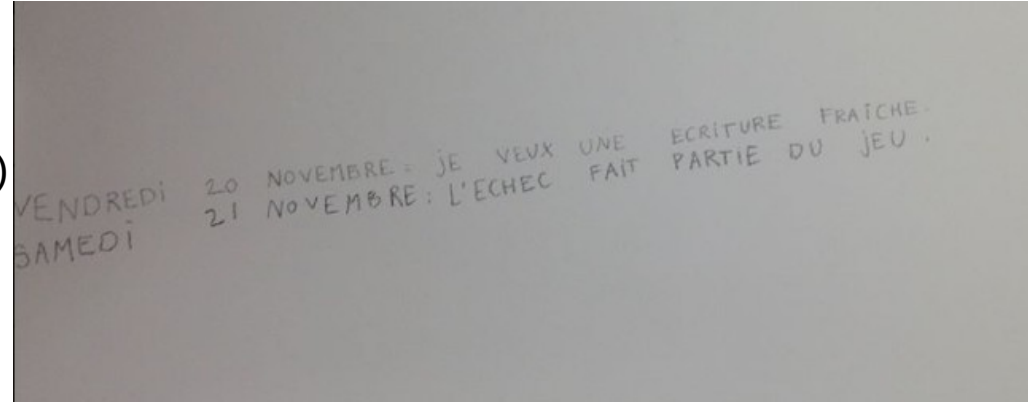 VENDREDI 20 NOVEMBRE : JE VEUX UNE ECRITURE FRAICHE.
SAMEDI 21 NOVEMBRE : L'ECHEC FAIT PARTIE DU JEU.